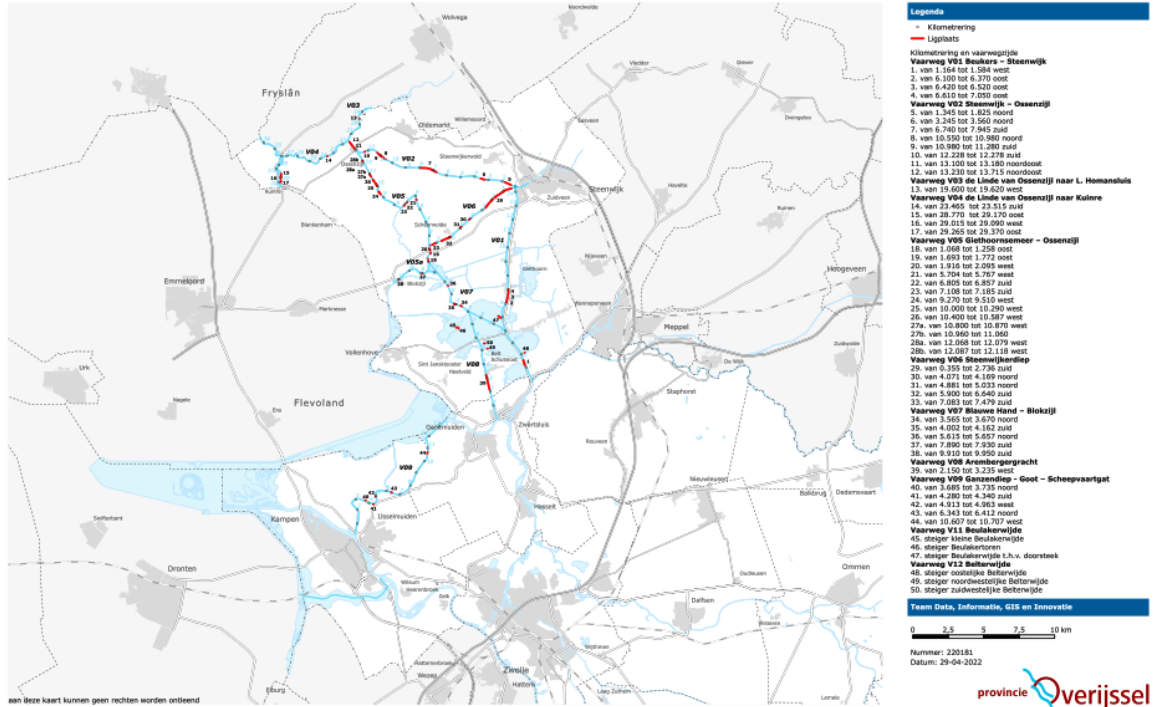 Wolvega
Noordwolde
Vledder
Diever
Fryslân
V03
13
Oldemarkt
Willemsoord
Eesveen
Dwingeloo
V04
14
V02
Steenwijkerwold
Steenwijk
Zuidveen
Havelte
Kuinre
V05
V06
Ruinen
Blankenham
Scheerwolde
V01
Nijeveen
V05a
Giethoorn
Blokzijl
Hoogeveen
Emmeloord
V07
Marknesse
Wanneperveen
Meppel
Zuidwolde
Vollenhove
Sint Jansklooster
Heetveld
Belt
Schutsloot
De Wijk
Urk
V08
Staphorst
Nagele
Ens
Flevoland
Genemuiden
Zwartsluis
Rouveen
V09
Nieuwleusen
Balkbrug
Dedemsvaart
Hasselt
Swifterbant
Kampen
IJsselmuiden
Dronten
Oudleusen
Ommen
Wilsum
Zalk
Dalfsen
Zwolle
Wijthmen
Hattem
Wezep
Elburg
Laag Zuthem
Lemele
aan deze kaart kunnen geen rechten worden ontleend
Legenda
Kilometrering
Ligplaats
Kilometrering en vaarwegzijde
Vaarweg V01 Beukers – Steenwijk
1. van 1.164 tot 1.584 west
2. van 6.100 tot 6.370 oost
3. van 6.420 tot 6.520 oost
4. van 6.610 tot 7.050 oost
Vaarweg V02 Steenwijk – Ossenzijl
5. van 1.345 tot 1.825 noord
6. van 3.245 tot 3.560 noord
7. van 6.740 tot 7.945 zuid
8. van 10.550 tot 10.980 noord
9. van 10.980 tot 11.280 zuid
10. van 12.228 tot 12.278 zuid
11. van 13.100 tot 13.180 noordoost
12. van 13.230 tot 13.715 noordoost
Vaarweg V03 de Linde van Ossenzijl naar L. Homansluis
13. van 19.600 tot 19.620 west
Vaarweg V04 de Linde van Ossenzijl naar Kuinre
14. van 23.465 tot 23.515 zuid
15. van 28.770 tot 29.170 oost
16. van 29.015 tot 29.090 west
17. van 29.265 tot 29.370 oost
Vaarweg V05 Giethoornsemeer – Ossenzijl
18. van 1.068 tot 1.258 oost
19. van 1.693 tot 1.772 oost
20. van 1.916 tot 2.095 west
21. van 5.704 tot 5.767 west
22. van 6.805 tot 6.857 zuid
23. van 7.108 tot 7.185 zuid
24. van 9.270 tot 9.510 west
25. van 10.000 tot 10.290 west
26. van 10.400 tot 10.587 west
27a. van 10.800 tot 10.870 west
27b. van 10.960 tot 11.060
28a. van 12.068 tot 12.079 west
28b. van 12.087 tot 12.118 west
Vaarweg V06 Steenwijkerdiep
29. van 0.355 tot 2.736 zuid
30. van 4.071 tot 4.169 noord
31. van 4.881 tot 5.033 noord
32. van 5.900 tot 6.640 zuid
33. van 7.083 tot 7.479 zuid
Vaarweg V07 Blauwe Hand – Blokzijl
34. van 3.565 tot 3.670 noord
35. van 4.002 tot 4.162 zuid
36. van 5.615 tot 5.657 noord
37. van 7.890 tot 7.930 zuid
38. van 9.910 tot 9.950 west
Vaarweg V08 Arembergergracht
39. van 2.150 tot 3.235 west
Vaarweg V09 Ganzendiep - Goot – Scheepvaartgat
40. van 3.685 tot 3.735 noord
41. van 4.280 tot 4.340 zuid
42. van 4.913 tot 4.963 west
43. van 6.343 tot 6.412 noord
44. van 10.607 tot 10.707 west
Vaarweg V11 Beulakerwijde
45. steiger kleine Beulakerwijde
46. steiger Beulakertoren
47. steiger Beulakerwijde t.h.v. doorsteek
Vaarweg V12 Belterwijde
48. steiger oostelijke Belterwijde
49. steiger noordwestelijke Belterwijde
50. steiger zuidwestelijke Belterwijde
Team Data, Informatie, GIS en Innovatie
0 2,5 5 7,5 10 km
Nummer: 220181
Datum: 29-04-2022
provincie Overijssel